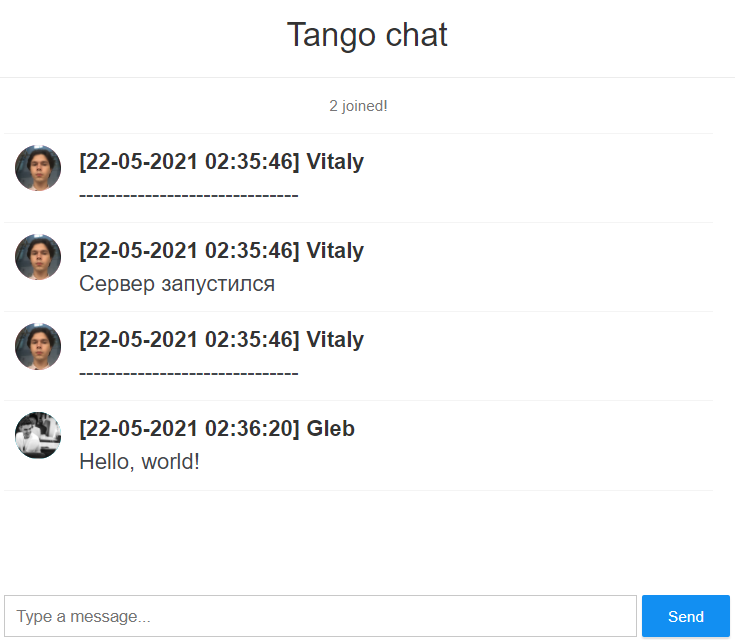 Tango chat
2 joined!
[22-05-2021 02:35:46] Vitaly
------------------------------
[22-05-2021 02:35:46] Vitaly
Сервер запустился
[22-05-2021 02:35:46] Vitaly
------------------------------
[22-05-2021 02:36:20] Gleb
Hello, world!
Type a message...
Send